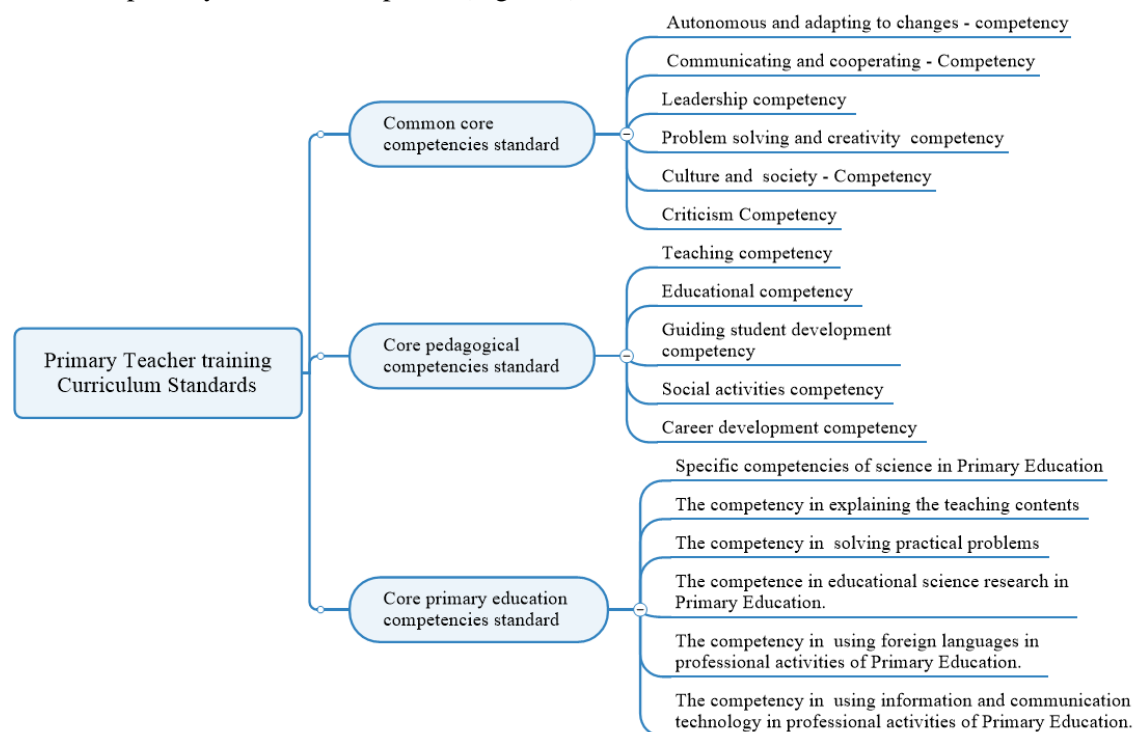 Autonomous and adapting to changes - competency
Communicating and cooperating - Competency
Leadership competency
Common core
competencies standard
Problem solving and creativity competency
Culture and society - Competency
Criticism Competency
Teaching competency
Educational competency
Primary Teacher training
Curriculum Standards
Core pedagogical
competencies standard
Guiding student development
competency
Social activities competency
Career development competency
Specific competencies of science in Primary Education
The competency in explaining the teaching contents
The competency in solving practical problems
Core primary education
competencies standard
The competence in educational science research in
Primary Education.
The competency in using foreign languages in
professional activities of Primary Education.
The competency in using information and communication
technology in professional activities of Primary Education.